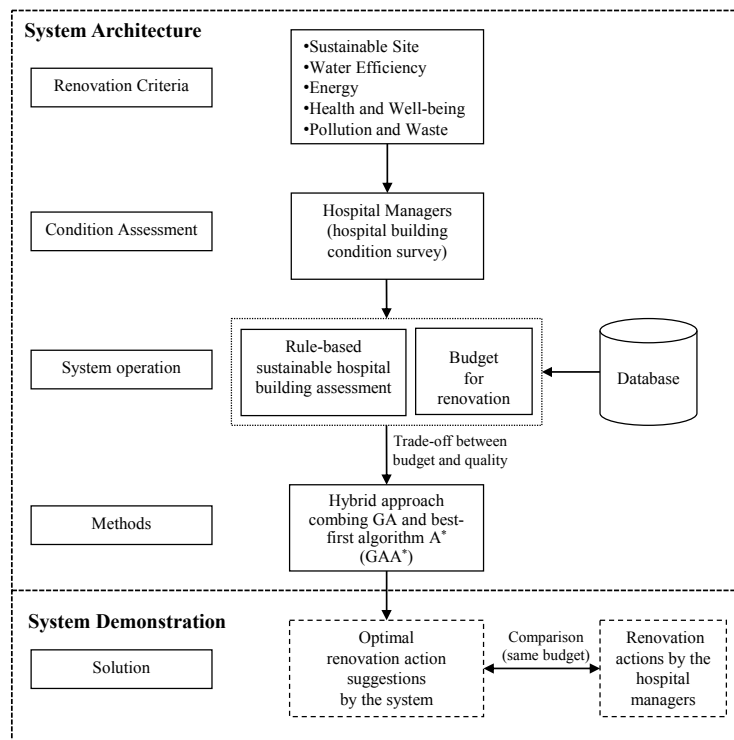 System Architecture
Renovation Criteria
•Sustainable Site
•Water Efficiency
•Energy
•Health and Well-being
•Pollution and Waste
Condition Assessment
Hospital Managers
(hospital building
condition survey)
System operation
Rule-based
sustainable hospital
building assessment
Budget
for
renovation
Database
Trade-off between
budget and quality
Methods
Hybrid approach
combing GA and best-
first algorithm A*
(GAA*)
System Demonstration
Solution
Optimal
renovation action
suggestions
by the system
Comparison
(same budget)
Renovation
actions by the
hospital
managers